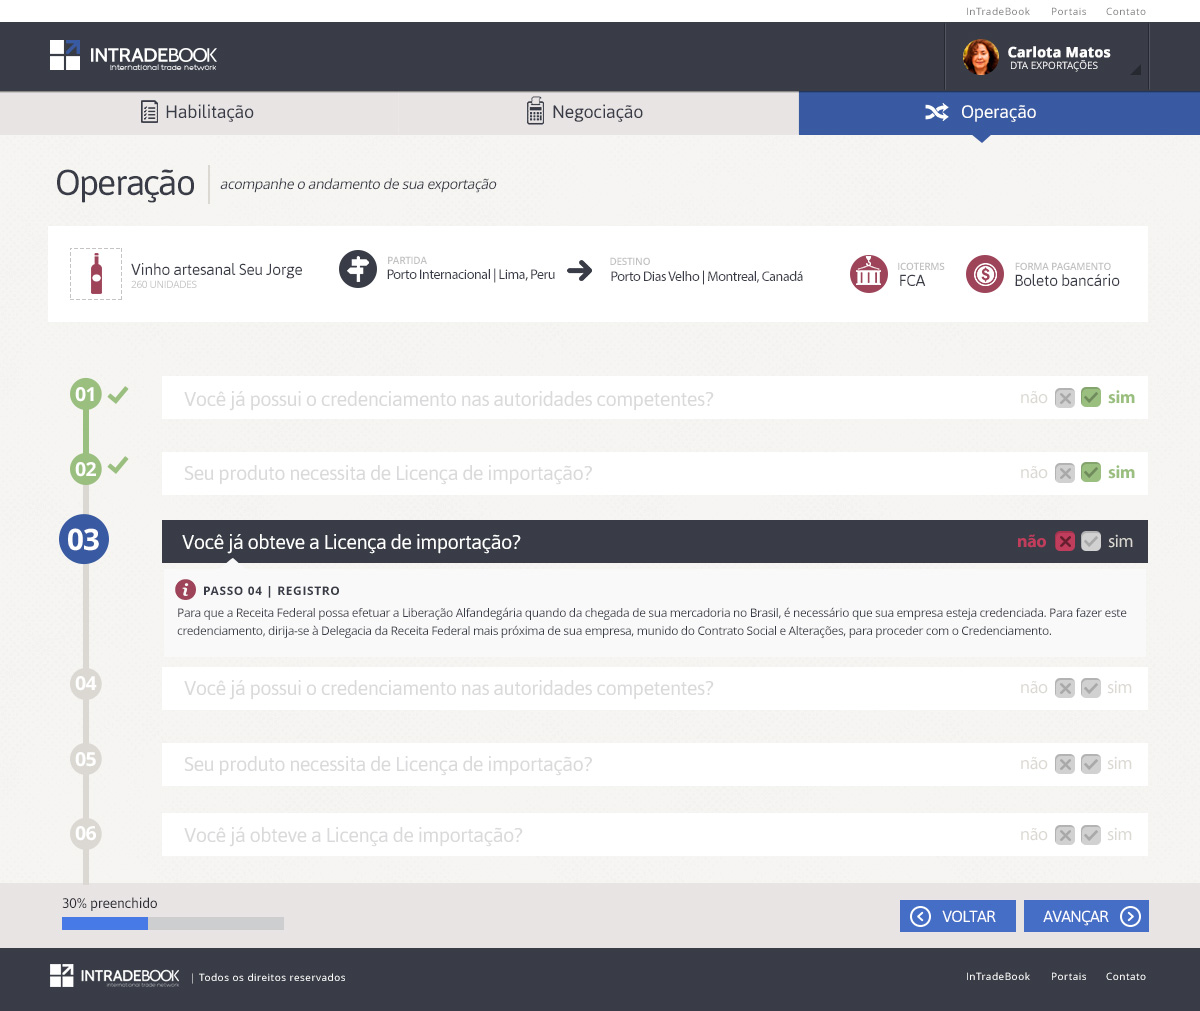 InTradeBook Portais Contato
INTRADEBOOK
international trade network
Carlota Matos
DTA EXPORTAÇÕES
Habilitação Negociação Operação
Operação acompanhe o andamento de sua exportação
Vinho artesanal Seu Jorge
260 UNIDADES
PARTIDA
Porto Internacional | Lima, Peru
DESTINO
Porto Dias Velho | Montreal, Canadá
ICOTERMS
FCA
FORMA PAGAMENTO
Boleto bancário
01 Você já possui o credenciamento nas autoridades competentes? não sim
02 Seu produto necessita de Licença de importação? não sim
03 Você já obteve a Licença de importação? não sim
i PASSO 04 | REGISTRO
Para que a Receita Federal possa efetuar a Liberação Alfandegária quando da chegada de sua mercadoria no Brasil, é necessário que sua empresa esteja credenciada. Para fazer este
credenciamento, dirija-se à Delegacia da Receita Federal mais próxima de sua empresa, munido do Contrato Social e Alterações, para proceder com o Credenciamento.
04 Você já possui o credenciamento nas autoridades competentes? não sim
05 Seu produto necessita de Licença de importação? não sim
06 Você já obteve a Licença de importação? não sim
30% preenchido
VOLTAR AVANÇAR
INTRADEBOOK
international trade network
| Todos os direitos reservados
InTradeBook Portais Contato